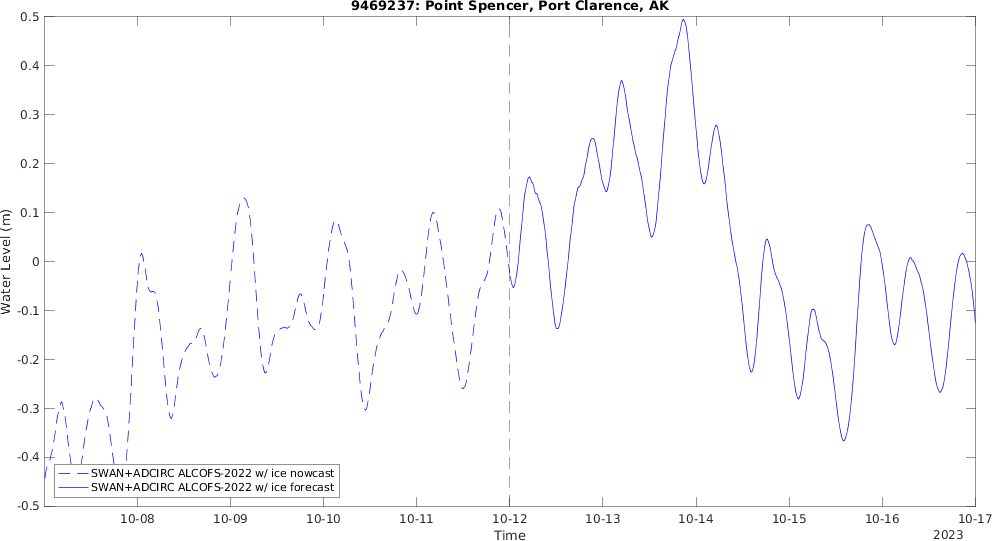 9469237: Point Spencer, Port Clarence, AK
0.5
0.4
0.3
0.2
0.1
0
-0.1
-0.2
-0.3
-0.4
-0.5
Water Level (m)
SWAN+ADCIRC ALCOFS-2022 w/ ice nowcast
SWAN+ADCIRC ALCOFS-2022 w/ ice forecast
10-08 10-09 10-10 10-11 10-12 10-13 10-14 10-15 10-16 10-17
Time
2023